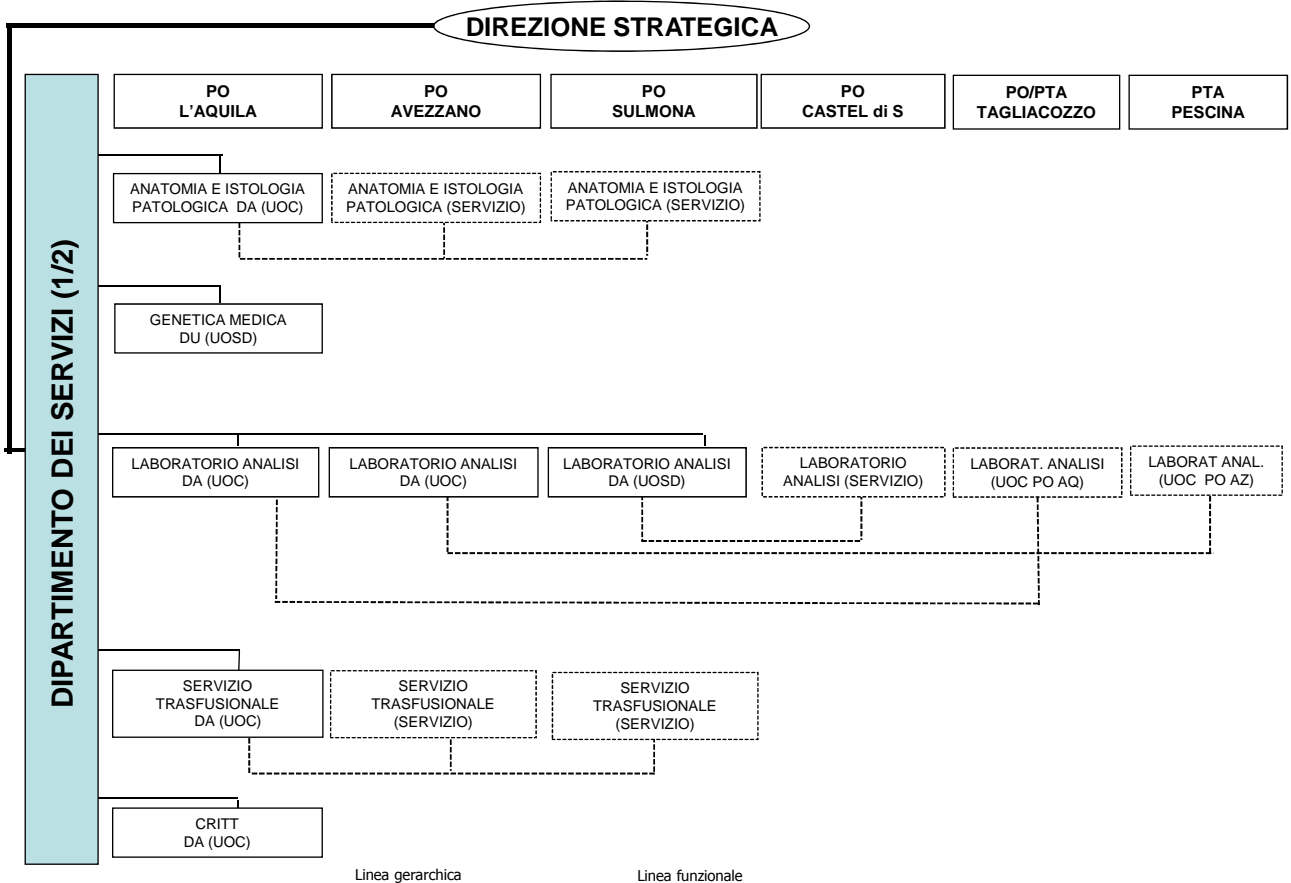 DIREZIONE STRATEGICA
DIPARTIMENTO DEI SERVIZI (1/2)
PO
L'AQUILA
PO
AVEZZANO
PO
SULMONA
PO
CASTEL di S
PO/PTA
TAGLIACOZZO
PTA
PESCINA
ANATOMIA E ISTOLOGIA
PATOLOGICA DA (UOC)
ANATOMIA E ISTOLOGIA
PATOLOGICA (SERVIZIO)
ANATOMIA E ISTOLOGIA
PATOLOGICA (SERVIZIO)
GENETICA MEDICA
DU (UOSD)
LABORATORIO ANALISI
DA (UOC)
LABORATORIO ANALISI
DA (UOC)
LABORATORIO ANALISI
DA (UOSD)
LABORATORIO
ANALISI (SERVIZIO)
LABORAT. ANALISI
(UOC PO AQ)
LABORAT ANAL.
(UOC PO AZ)
SERVIZIO
TRASFUSIONALE
DA (UOC)
SERVIZIO
TRASFUSIONALE
(SERVIZIO)
SERVIZIO
TRASFUSIONALE
(SERVIZIO)
CRITT
DA (UOC)
Linea gerarchica
Linea funzionale